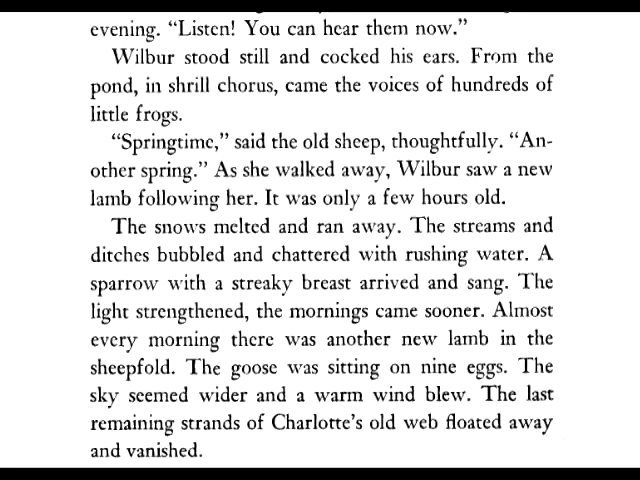 evening. “Listen! You can hear them now.”
Wilbur stood still and cocked his ears. From the
pond, in shrill chorus, came the voices of hundreds of
little frogs.
“Springtime,” said the old sheep, thoughtfully. “An-
other spring.” As she walked away, Wilbur saw a new
lamb following her. It was only a few hours old.
The snows melted and ran away. The streams and
ditches bubbled and chattered with rushing water. A
sparrow with a streaky breast arrived and sang. The
light strengthened, the mornings came sooner. Almost
every morning there was another new lamb in the
sheepfold. The goose was sitting on nine eggs. The
sky seemed wider and a warm wind blew. The last
remaining strands of Charlotte’s old web floated away
and vanished.